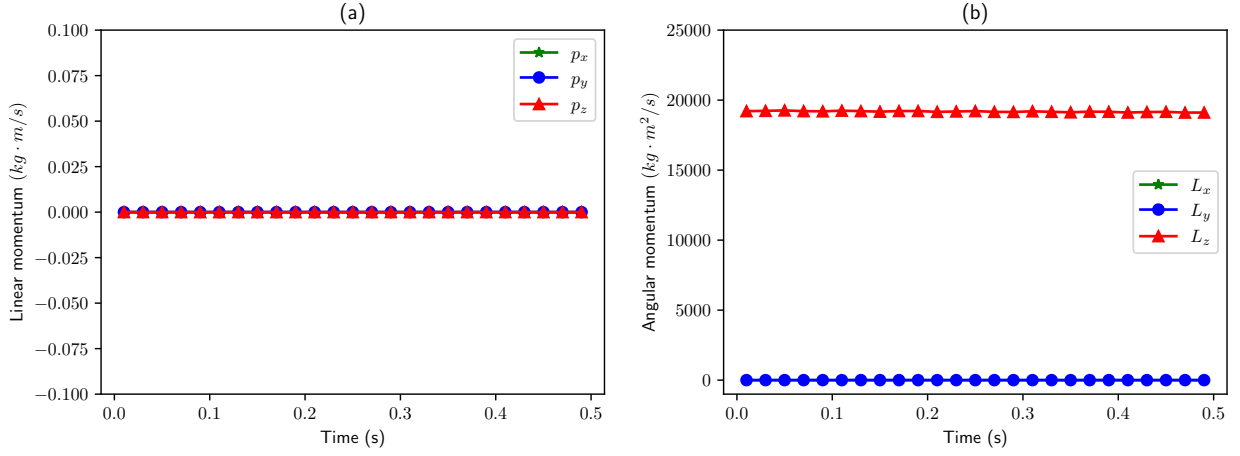 (a)
Linear momentum (kg · m/s)
0.100
0.075
0.050
0.025
0.000
−0.025
−0.050
−0.075
−0.100
p_x
p_y
p_z
0.0 0.1 0.2 0.3 0.4 0.5
Time (s)
(b)
Angular momentum (kg · m²/s)
25000
20000
15000
10000
5000
0
L_x
L_y
L_z
0.0 0.1 0.2 0.3 0.4 0.5
Time (s)